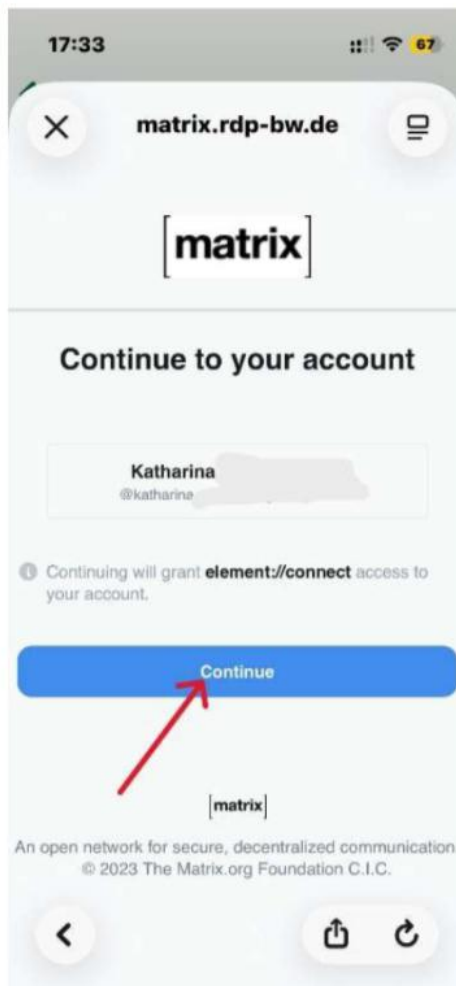 17:33
67
matrix.rdp-bw.de
[matrix]
Continue to your account
Katharina
@katharina
Continuing will grant element://connect access to
your account.
Continue
[matrix]
An open network for secure, decentralized communication
© 2023 The Matrix.org Foundation C.I.C.